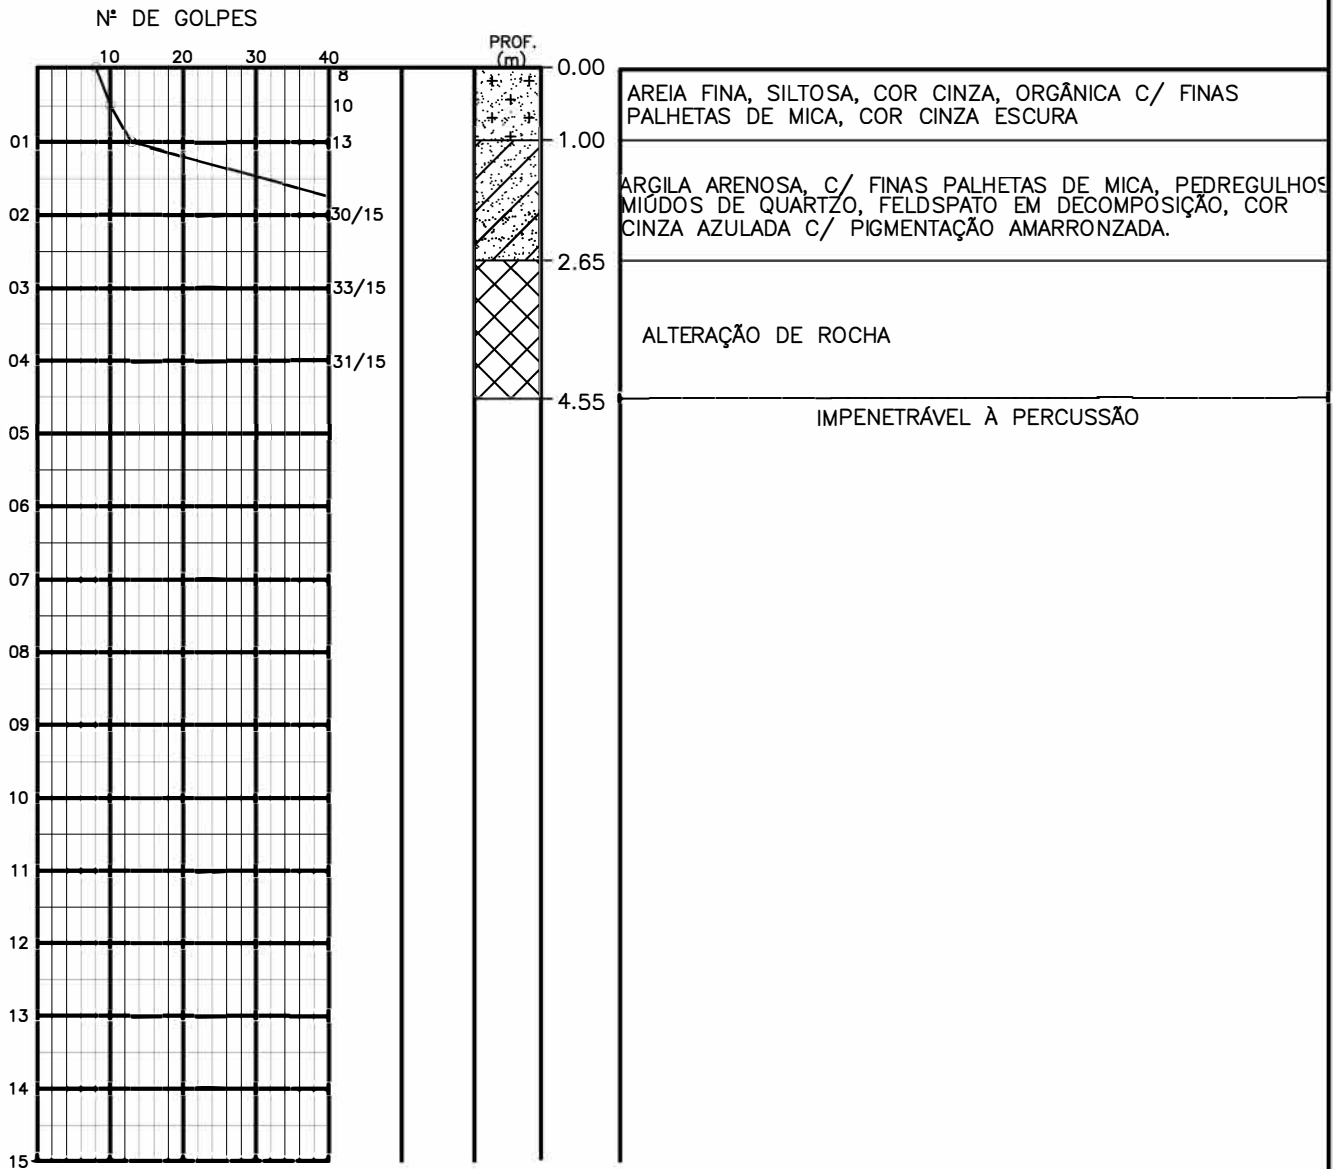 Nº DE GOLPES
10 20 30 40
PROF.
(m)
0.00
8
10
01
13
02
30/15
03
33/15
04
31/15
05
06
07
08
09
10
11
12
13
14
15
AREIA FINA, SILTOSA, COR CINZA, ORGÂNICA C/ FINAS
PALHETAS DE MICA, COR CINZA ESCURA
1.00
ARGILA ARENOSA, C/ FINAS PALHETAS DE MICA, PEDREGULHOS
MIÚDOS DE QUARTZO, FELDSPATO EM DECOMPOSIÇÃO, COR
CINZA AZULADA C/ PIGMENTAÇÃO AMARRONZADA.
2.65
ALTERAÇÃO DE ROCHA
4.55
IMPENETRÁVEL À PERCUSSÃO